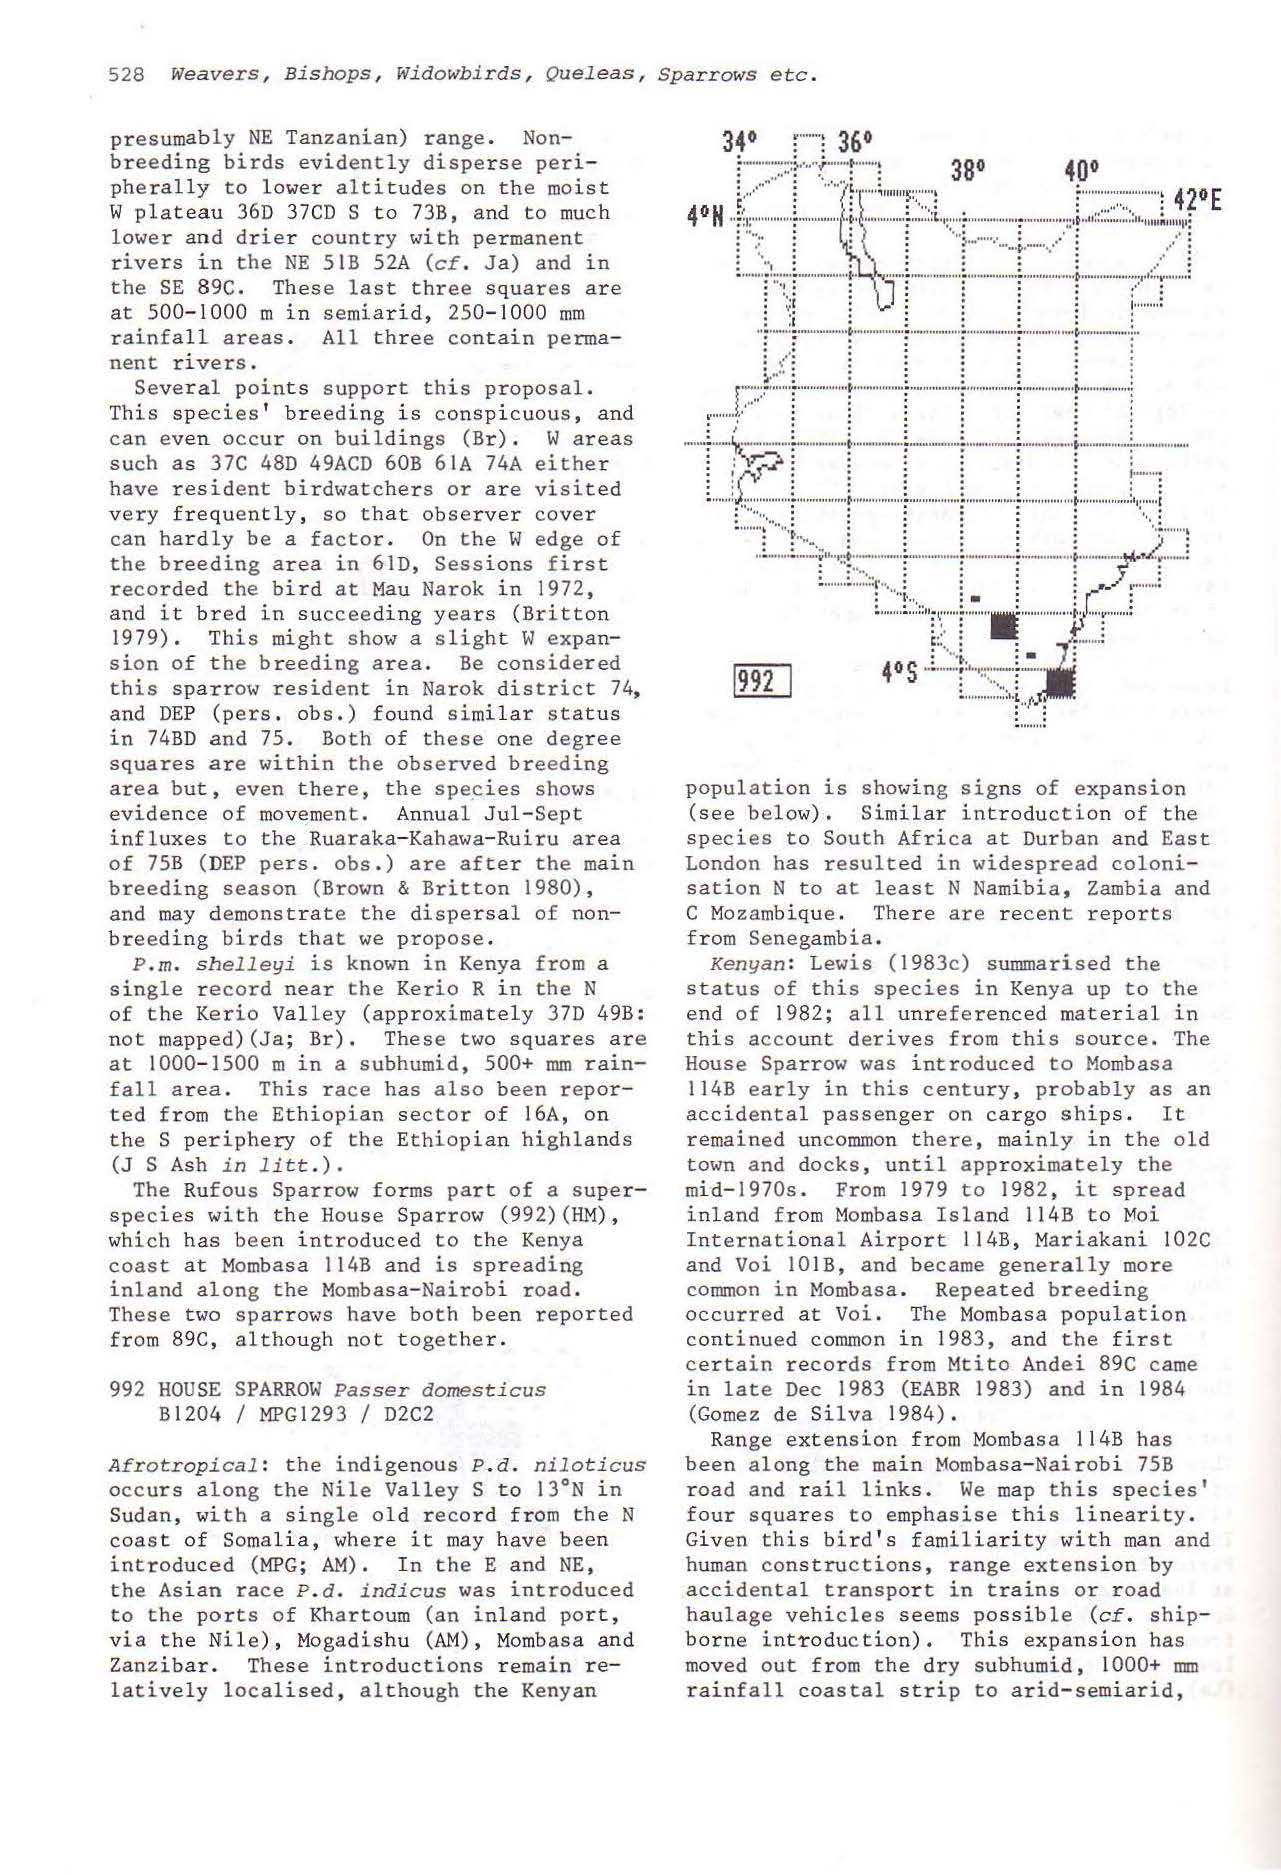 528 Weavers, Bishops, Widowbirds, Queleas, Sparrows etc.
presumably NE Tanzanian) range. Non-
breeding birds evidently disperse peri-
pherally to lower altitudes on the moist
W plateau 36D 37CD S to 73B, and to much
lower and drier country with permanent
rivers in the NE 51B 52A (cf. Ja) and in
the SE 89C. These last three squares are
at 500-1000 m in semiarid, 250-1000 mm
rainfall areas. All three contain perma-
nent rivers.
Several points support this proposal.
This species' breeding is conspicuous, and
can even occur on buildings (Br). W areas
such as 37C 48D 49ACD 60B 61A 74A either
have resident birdwatchers or are visited
very frequently, so that observer cover
can hardly be a factor. On the W edge of
the breeding area in 61D, Sessions first
recorded the bird at Mau Narok in 1972,
and it bred in succeeding years (Britton
1979). This might show a slight W expan-
sion of the breeding area. Be considered
this sparrow resident in Narok district 74,
and DEP (pers. obs.) found similar status
in 74BD and 75. Both of these one degree
squares are within the observed breeding
area but, even there, the species shows
evidence of movement. Annual Jul-Sept
influxes to the Ruaraka-Kahawa-Ruiru area
of 75B (DEP pers. obs.) are after the main
breeding season (Brown & Britton 1980),
and may demonstrate the dispersal of non-
breeding birds that we propose.
P.m. shelleyi is known in Kenya from a
single record near the Kerio R in the N
of the Kerio Valley (approximately 37D 49B:
not mapped)(Ja; Br). These two squares are
at 1000-1500 m in a subhumid, 500+ mm rain-
fall area. This race has also been repor-
ted from the Ethiopian sector of 16A, on
the S periphery of the Ethiopian highlands
(J S Ash in litt.).
The Rufous Sparrow forms part of a super-
species with the House Sparrow (992)(HM),
which has been introduced to the Kenya
coast at Mombasa 114B and is spreading
inland along the Mombasa-Nairobi road.
These two sparrows have both been reported
from 89C, although not together.
992 HOUSE SPARROW Passer domesticus
B1204 / MPG1293 / D2C2
Afrotropical: the indigenous P.d. niloticus
occurs along the Nile Valley S to 13°N in
Sudan, with a single old record from the N
coast of Somalia, where it may have been
introduced (MPG; AM). In the E and NE,
the Asian race P.d. indicus was introduced
to the ports of Khartoum (an inland port,
via the Nile), Mogadishu (AM), Mombasa and
Zanzibar. These introductions remain re-
latively localised, although the Kenyan
34° 36°
38° 40°
42°E
4°N
4°S
992
population is showing signs of expansion
(see below). Similar introduction of the
species to South Africa at Durban and East
London has resulted in widespread coloni-
sation N to at least N Namibia, Zambia and
C Mozambique. There are recent reports
from Senegambia.
Kenyan: Lewis (1983c) summarised the
status of this species in Kenya up to the
end of 1982; all unreferenced material in
this account derives from this source. The
House Sparrow was introduced to Mombasa
114B early in this century, probably as an
accidental passenger on cargo ships. It
remained uncommon there, mainly in the old
town and docks, until approximately the
mid-1970s. From 1979 to 1982, it spread
inland from Mombasa Island 114B to Moi
International Airport 114B, Mariakani 102C
and Voi 101B, and became generally more
common in Mombasa. Repeated breeding
occurred at Voi. The Mombasa population
continued common in 1983, and the first
certain records from Mtito Andei 89C came
in late Dec 1983 (EABR 1983) and in 1984
(Gomez de Silva 1984).
Range extension from Mombasa 114B has
been along the main Mombasa-Nairobi 75B
road and rail links. We map this species'
four squares to emphasise this linearity.
Given this bird's familiarity with man and
human constructions, range extension by
accidental transport in trains or road
haulage vehicles seems possible (cf. ship-
borne introduction). This expansion has
moved out from the dry subhumid, 1000+ mm
rainfall coastal strip to arid-semiarid,